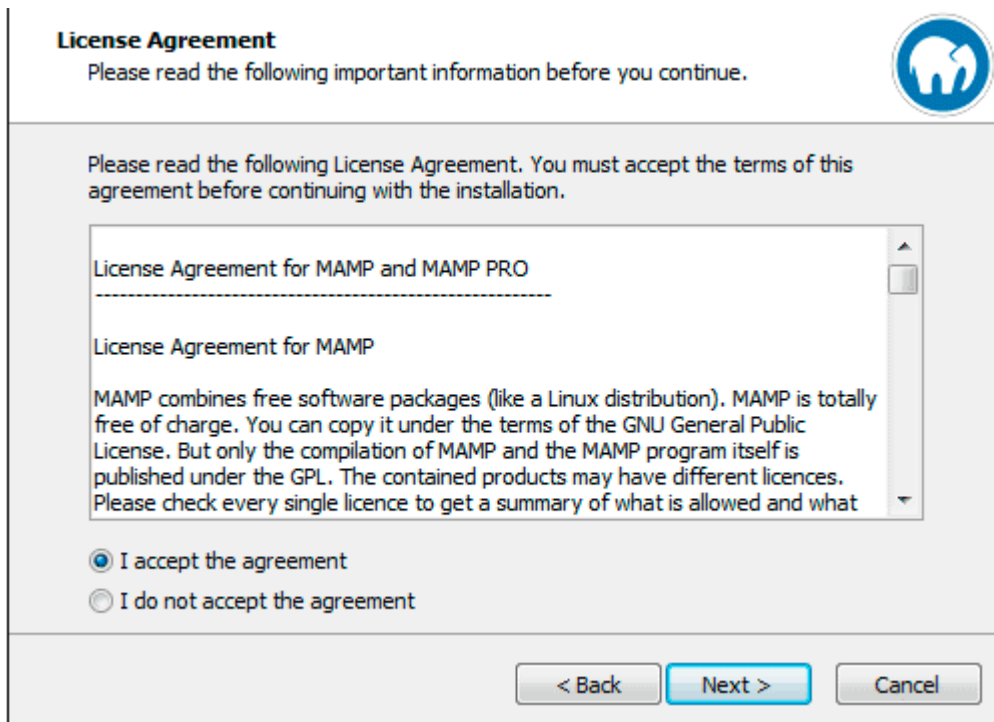 License Agreement
Please read the following important information before you continue.
Please read the following License Agreement. You must accept the terms of this
agreement before continuing with the installation.
License Agreement for MAMP and MAMP PRO
---------------------------------------------------------
License Agreement for MAMP
MAMP combines free software packages (like a Linux distribution). MAMP is totally
free of charge. You can copy it under the terms of the GNU General Public
License. But only the compilation of MAMP and the MAMP program itself is
published under the GPL. The contained products may have different licences.
Please check every single licence to get a summary of what is allowed and what
I accept the agreement
I do not accept the agreement
< Back
Next >
Cancel